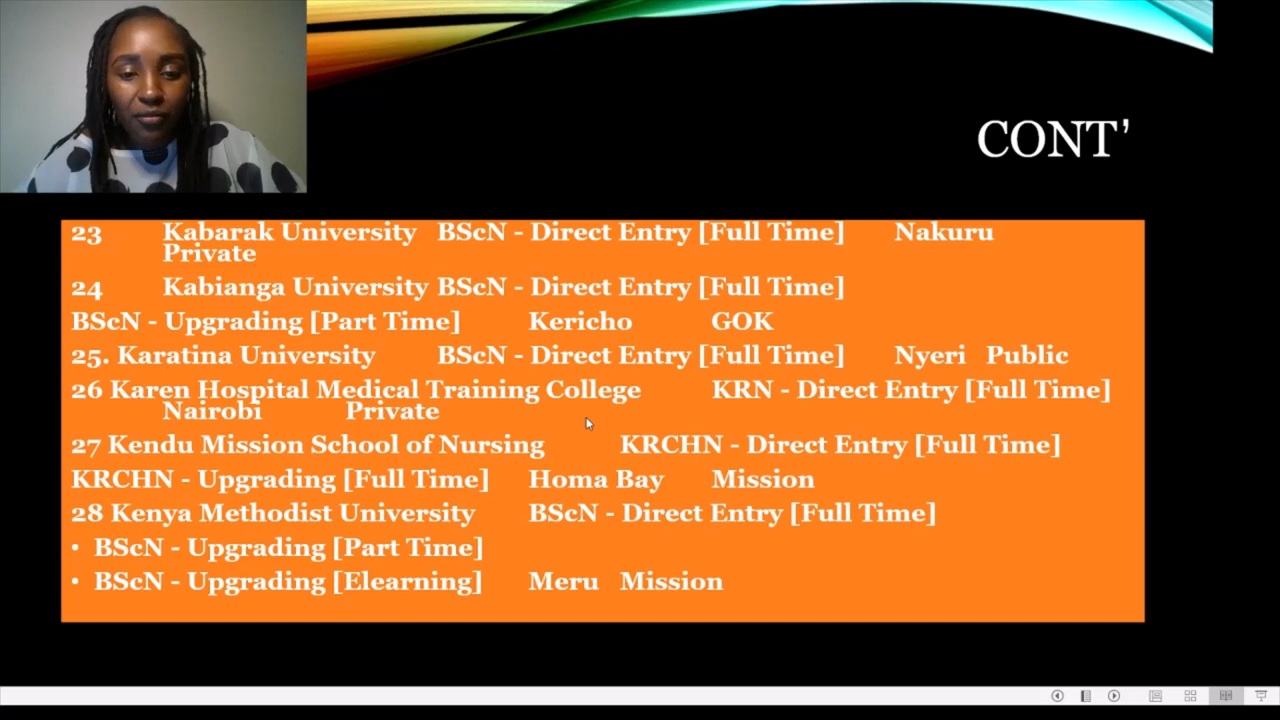 CONT’
23 Kabarak University BScN - Direct Entry [Full Time] Nakuru
Private
24 Kabianga University BScN - Direct Entry [Full Time]
BScN - Upgrading [Part Time] Kericho GOK
25. Karatina University BScN - Direct Entry [Full Time] Nyeri Public
26 Karen Hospital Medical Training College KRN - Direct Entry [Full Time]
Nairobi Private
27 Kendu Mission School of Nursing KRCHN - Direct Entry [Full Time]
KRCHN - Upgrading [Full Time] Homa Bay Mission
28 Kenya Methodist University BScN - Direct Entry [Full Time]
• BScN - Upgrading [Part Time]
• BScN - Upgrading [Elearning] Meru Mission